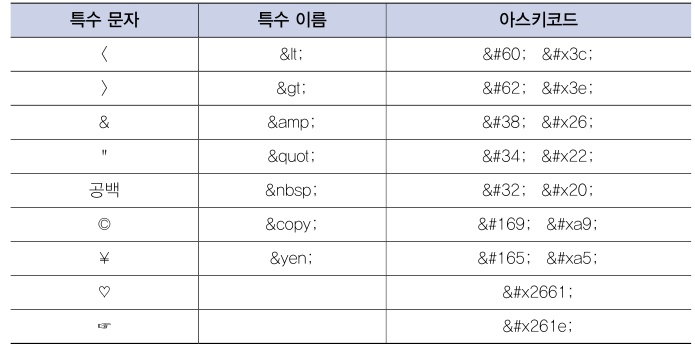 특수 문자 특수 이름 아스키코드
〈 &lt; &#60; &#x3c;
〉 &gt; &#62; &#x3e;
& &amp; &#38; &#x26;
" &quot; &#34; &#x22;
공백 &nbsp; &#32; &#x20;
© &copy; &#169; &#xa9;
¥ &yen; &#165; &#xa5;
♡ &#x2661;
☞ &#x261e;